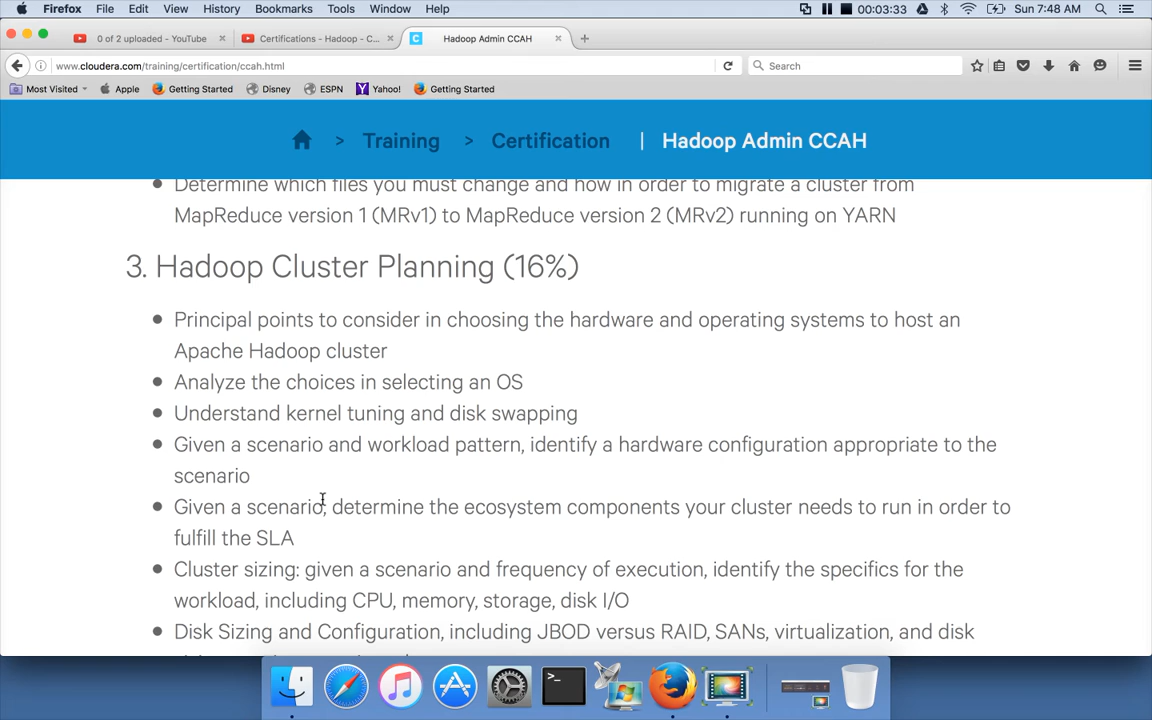 Firefox File Edit View History Bookmarks Tools Window Help 00:03:33 Sun 7:48 AM
0 of 2 uploaded - YouTube Certifications - Hadoop - C... Hadoop Admin CCAH
www.cloudera.com/training/certification/ccah.html Search
Most Visited Apple Getting Started Disney ESPN Yahoo! Getting Started
> Training > Certification | Hadoop Admin CCAH
Determine which files you must change and how in order to migrate a cluster from
MapReduce version 1 (MRv1) to MapReduce version 2 (MRv2) running on YARN
3. Hadoop Cluster Planning (16%)
Principal points to consider in choosing the hardware and operating systems to host an
Apache Hadoop cluster
Analyze the choices in selecting an OS
Understand kernel tuning and disk swapping
Given a scenario and workload pattern, identify a hardware configuration appropriate to the
scenario
Given a scenario, determine the ecosystem components your cluster needs to run in order to
fulfill the SLA
Cluster sizing: given a scenario and frequency of execution, identify the specifics for the
workload, including CPU, memory, storage, disk I/O
Disk Sizing and Configuration, including JBOD versus RAID, SANs, virtualization, and disk